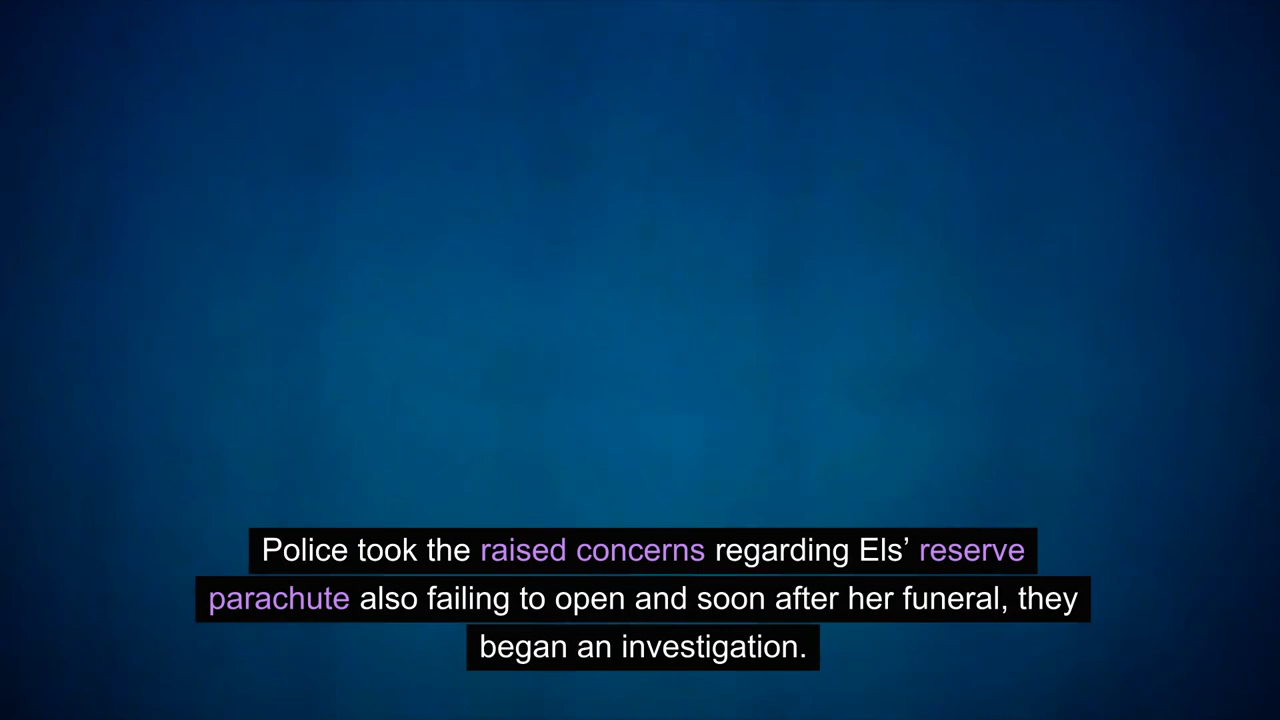 Police took the raised concerns regarding Els’ reserve
parachute also failing to open and soon after her funeral, they
began an investigation.